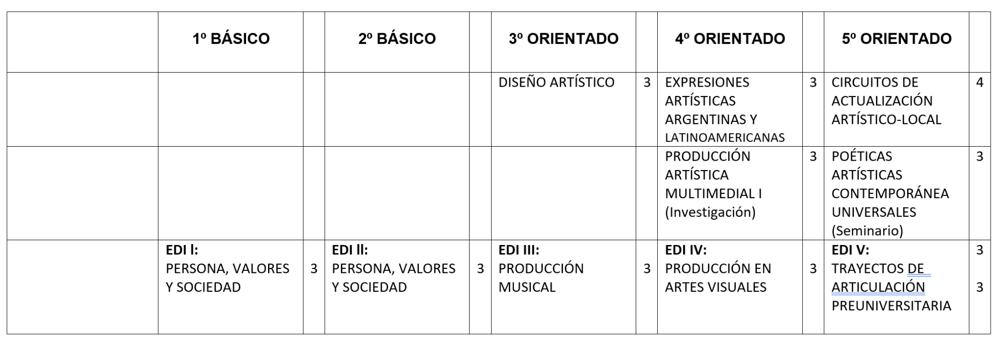 1º BÁSICO
2º BÁSICO
3º ORIENTADO
4º ORIENTADO
5º ORIENTADO
DISEÑO ARTÍSTICO
3
EXPRESIONES
ARTÍSTICAS
ARGENTINAS Y
LATINOAMERICANAS
3
CIRCUITOS DE
ACTUALIZACIÓN
ARTÍSTICO-LOCAL
4
PRODUCCIÓN
ARTÍSTICA
MULTIMEDIAL I
(Investigación)
3
POÉTICAS
ARTÍSTICAS
CONTEMPORÁNEA
UNIVERSALES
(Seminario)
3
EDI l:
PERSONA, VALORES
Y SOCIEDAD
3
EDI ll:
PERSONA, VALORES
Y SOCIEDAD
3
EDI III:
PRODUCCIÓN
MUSICAL
3
EDI IV:
PRODUCCIÓN EN
ARTES VISUALES
3
EDI V:
TRAYECTOS DE
ARTICULACIÓN
PREUNIVERSITARIA
3
3